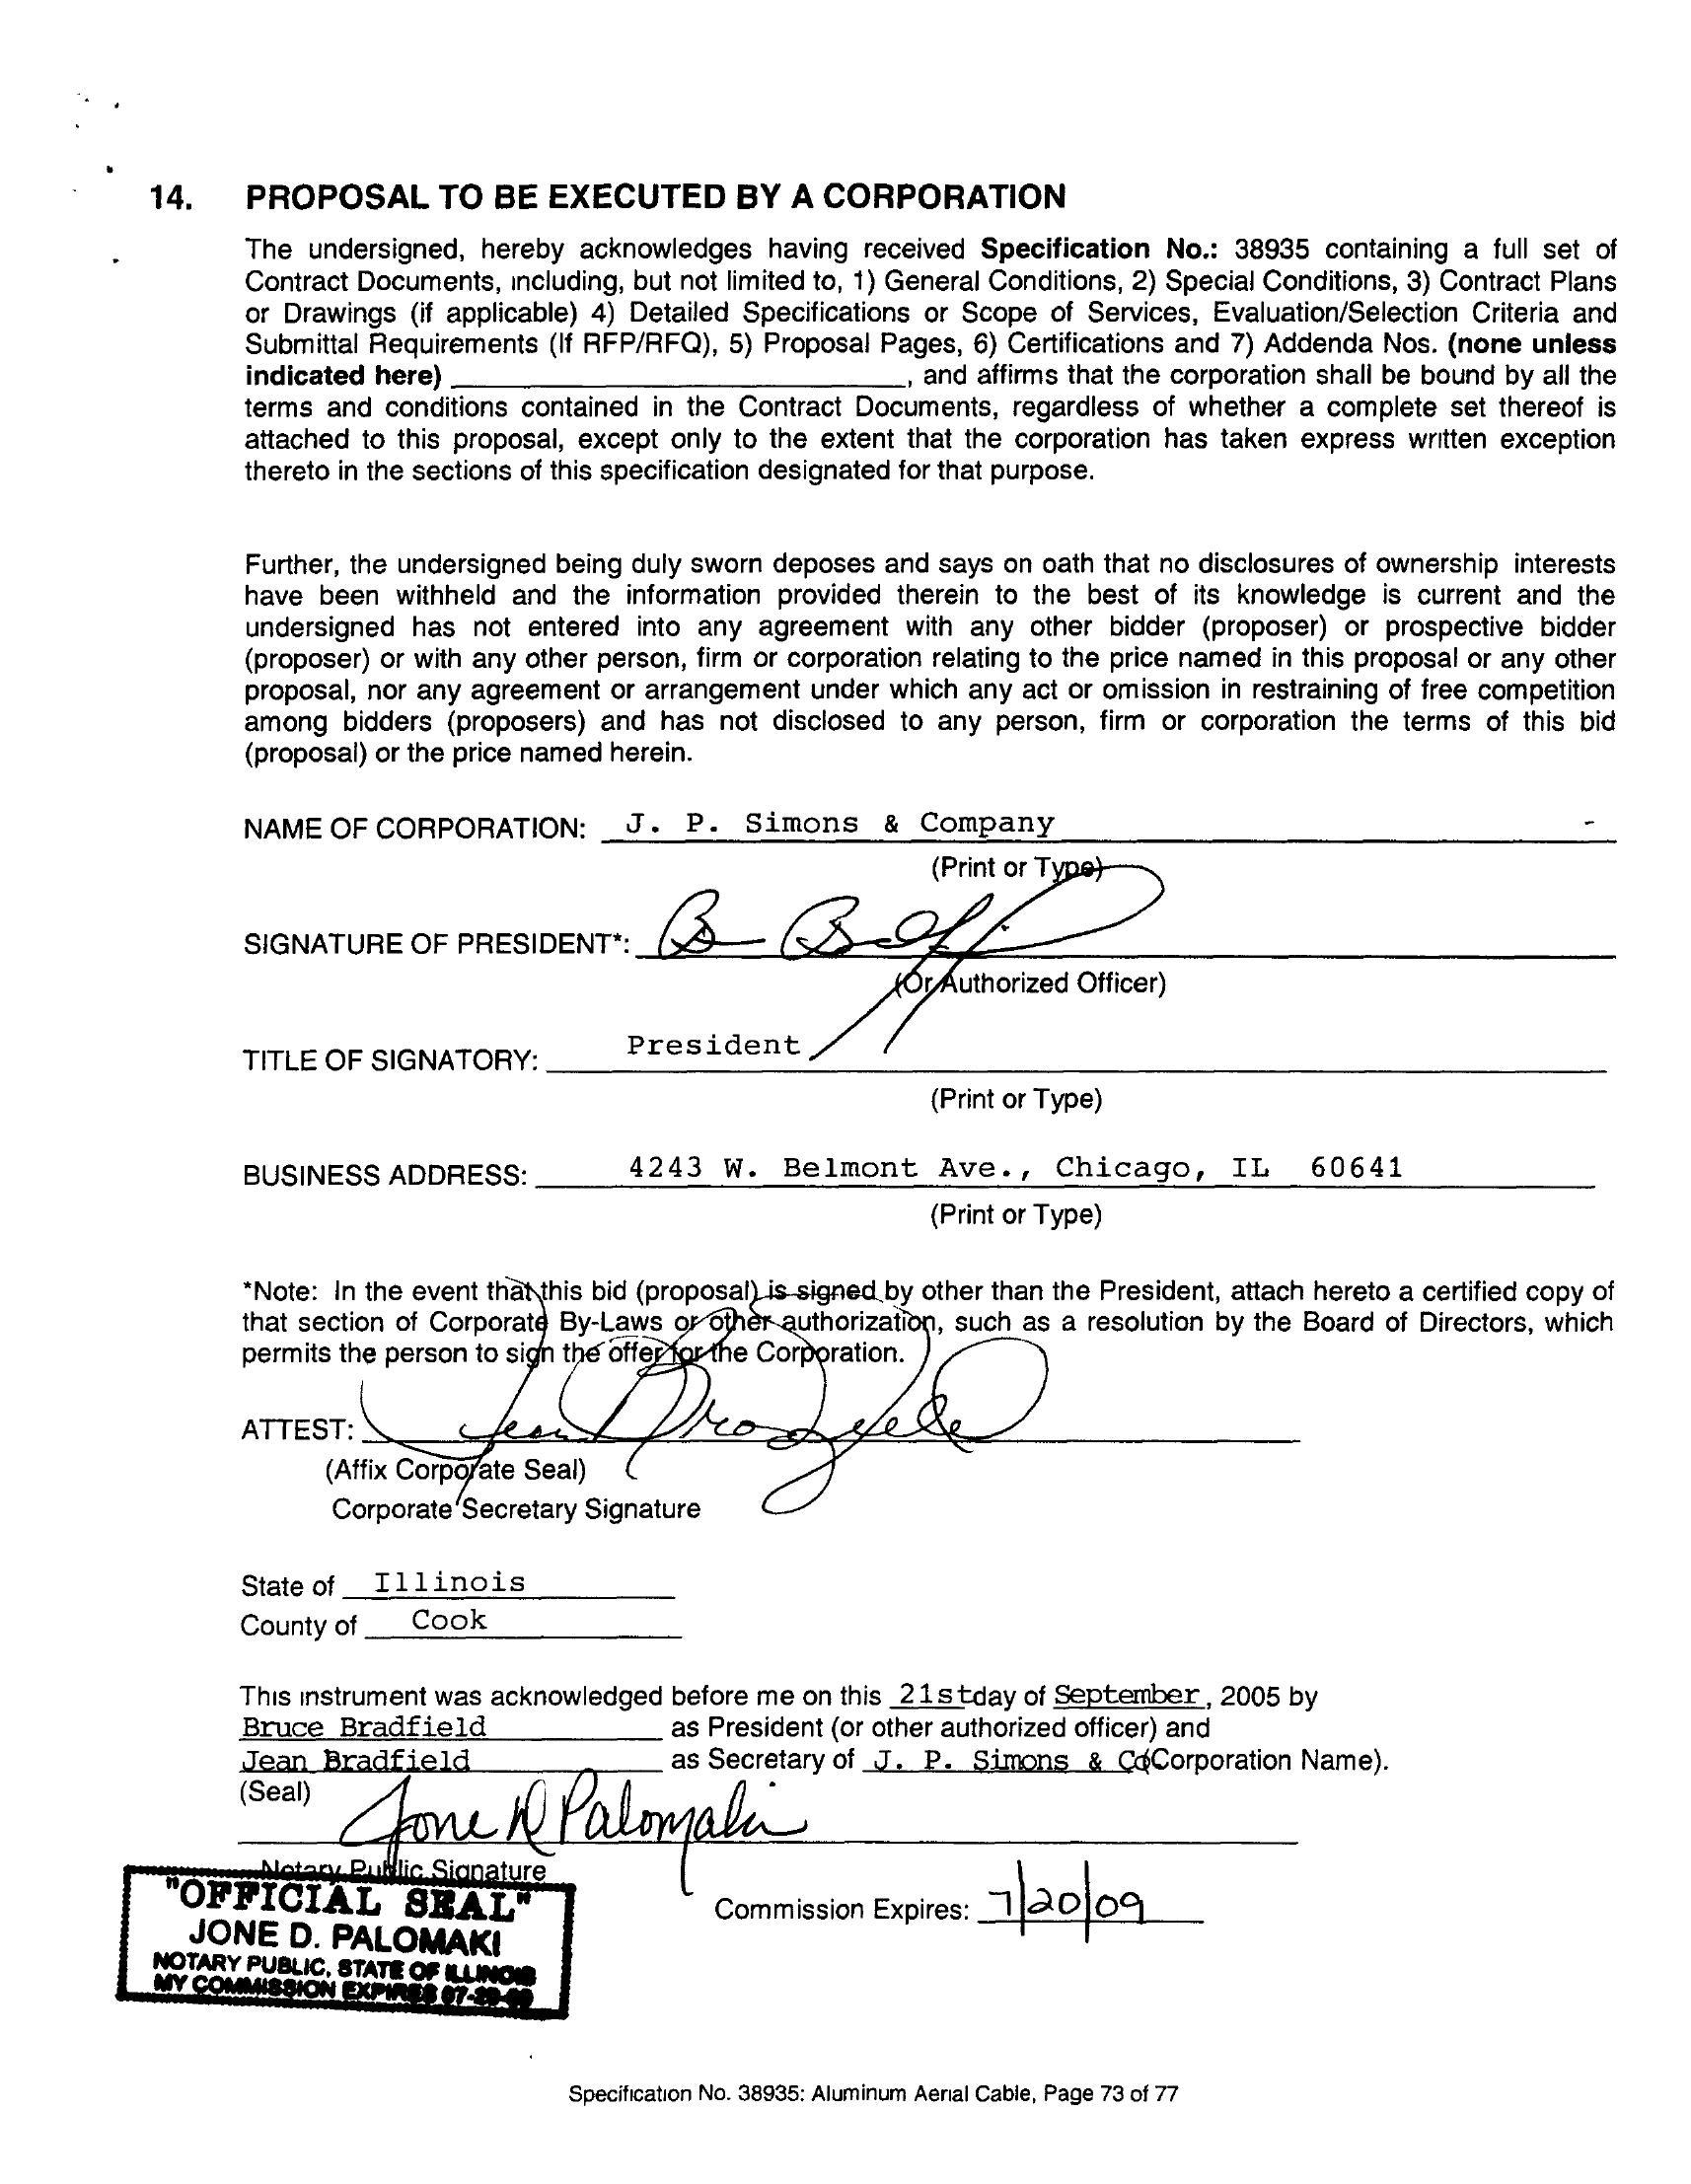 14. PROPOSAL TO BE EXECUTED BY A CORPORATION
The undersigned, hereby acknowledges having received Specification No.: 38935 containing a full set of
Contract Documents, including, but not limited to, 1) General Conditions, 2) Special Conditions, 3) Contract Plans
or Drawings (if applicable) 4) Detailed Specifications or Scope of Services, Evaluation/Selection Criteria and
Submittal Requirements (If RFP/RFQ), 5) Proposal Pages, 6) Certifications and 7) Addenda Nos. (none unless
indicated here) ____________________, and affirms that the corporation shall be bound by all the
terms and conditions contained in the Contract Documents, regardless of whether a complete set thereof is
attached to this proposal, except only to the extent that the corporation has taken express written exception
thereto in the sections of this specification designated for that purpose.
Further, the undersigned being duly sworn deposes and says on oath that no disclosures of ownership interests
have been withheld and the information provided therein to the best of its knowledge is current and the
undersigned has not entered into any agreement with any other bidder (proposer) or prospective bidder
(proposer) or with any other person, firm or corporation relating to the price named in this proposal or any other
proposal, nor any agreement or arrangement under which any act or omission in restraining of free competition
among bidders (proposers) and has not disclosed to any person, firm or corporation the terms of this bid
(proposal) or the price named herein.
NAME OF CORPORATION: J. P. Simons & Company
(Print or Type)
SIGNATURE OF PRESIDENT*:
(Or Authorized Officer)
TITLE OF SIGNATORY: President
(Print or Type)
BUSINESS ADDRESS: 4243 W. Belmont Ave., Chicago, IL 60641
(Print or Type)
*Note: In the event that this bid (proposal) is signed by other than the President, attach hereto a certified copy of
that section of Corporate By-Laws or other authorization, such as a resolution by the Board of Directors, which
permits the person to sign the offer for the Corporation.
ATTEST: Jean Bradfield
(Affix Corporate Seal)
Corporate Secretary Signature
State of Illinois
County of Cook
This instrument was acknowledged before me on this 21st day of September, 2005 by
Bruce Bradfield as President (or other authorized officer) and
Jean Bradfield as Secretary of J. P. Simons & Co(Corporation Name).
(Seal)
Jone D Palomaki
Notary Public Signature
"OFFICIAL SEAL"
JONE D. PALOMAKI
NOTARY PUBLIC, STATE OF ILLINOIS
MY COMMISSION EXPIRES 07-20-09
Commission Expires: 7/20/09
Specification No. 38935: Aluminum Aerial Cable, Page 73 of 77